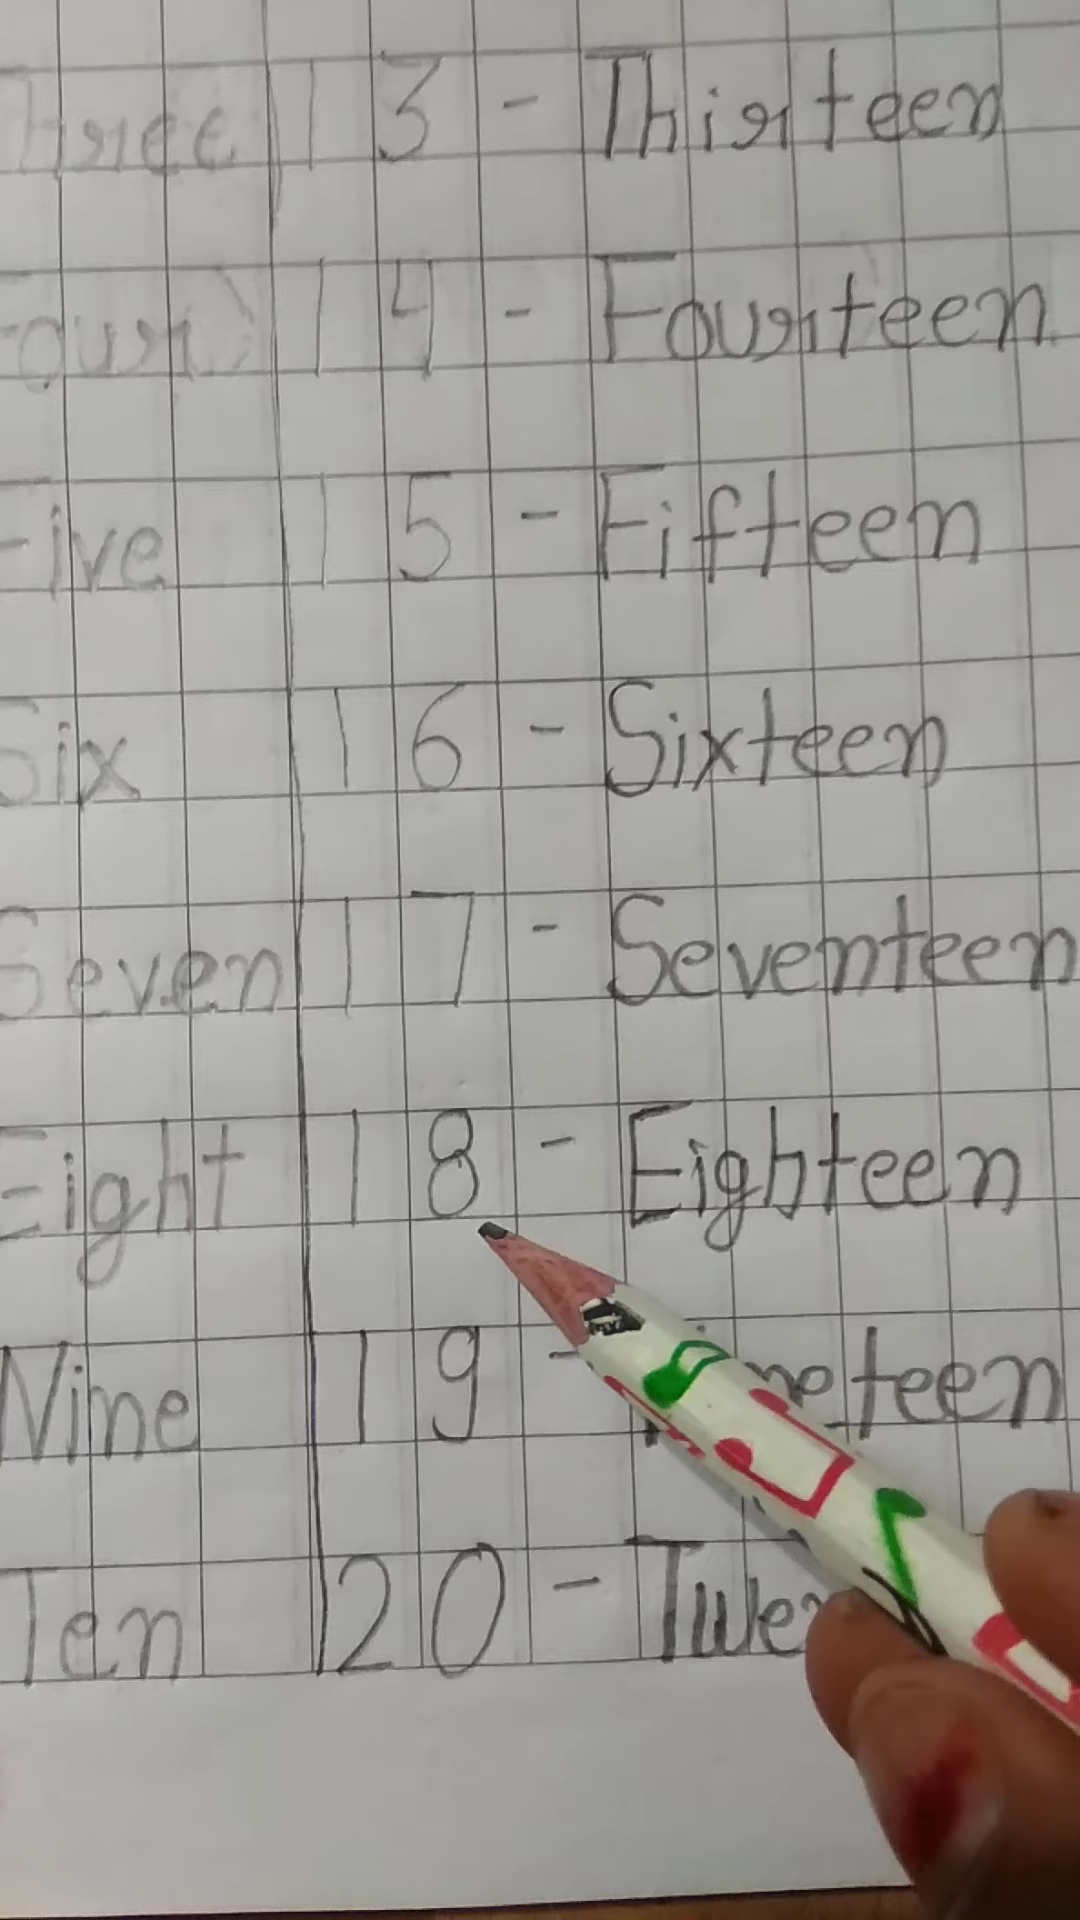 Three 13 - Thirteen
Four 14 - Fourteen
Five 15 - Fifteen
Six 16 - Sixteen
Seven 17 - Seventeen
Eight 18 - Eighteen
Nine 19 -
Ten 20 -